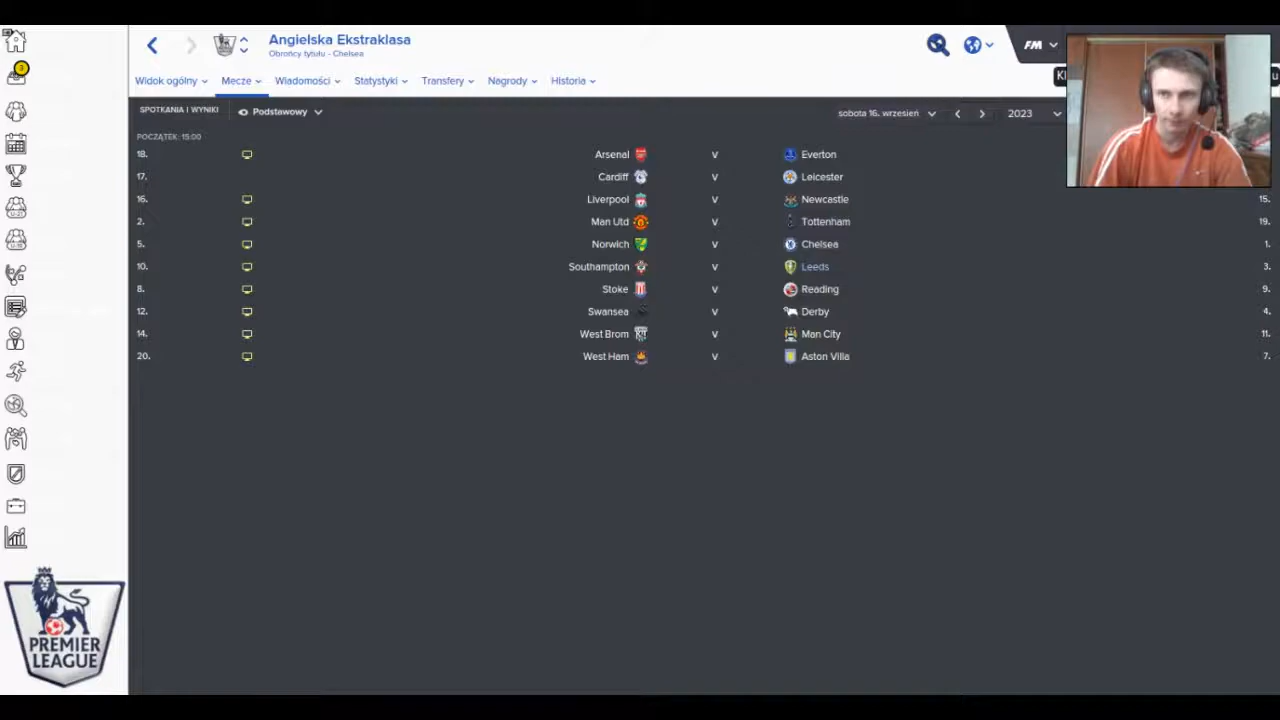 3
Angielska Ekstraklasa
Obrońcy tytułu - Chelsea
FM
Widok ogólny Mecze Wiadomości Statystyki Transfery Nagrody Historia
SPOTKANIA I WYNIKI Podstawowy sobota 16. wrzesień 2023
POCZĄTEK: 15:00
18. Arsenal v Everton
17. Cardiff v Leicester
16. Liverpool v Newcastle 15.
2. Man Utd v Tottenham 19.
5. Norwich v Chelsea 1.
10. Southampton v Leeds 3.
8. Stoke v Reading 9.
12. Swansea v Derby 4.
14. West Brom v Man City 11.
20. West Ham v Aston Villa 7.
PREMIER
LEAGUE